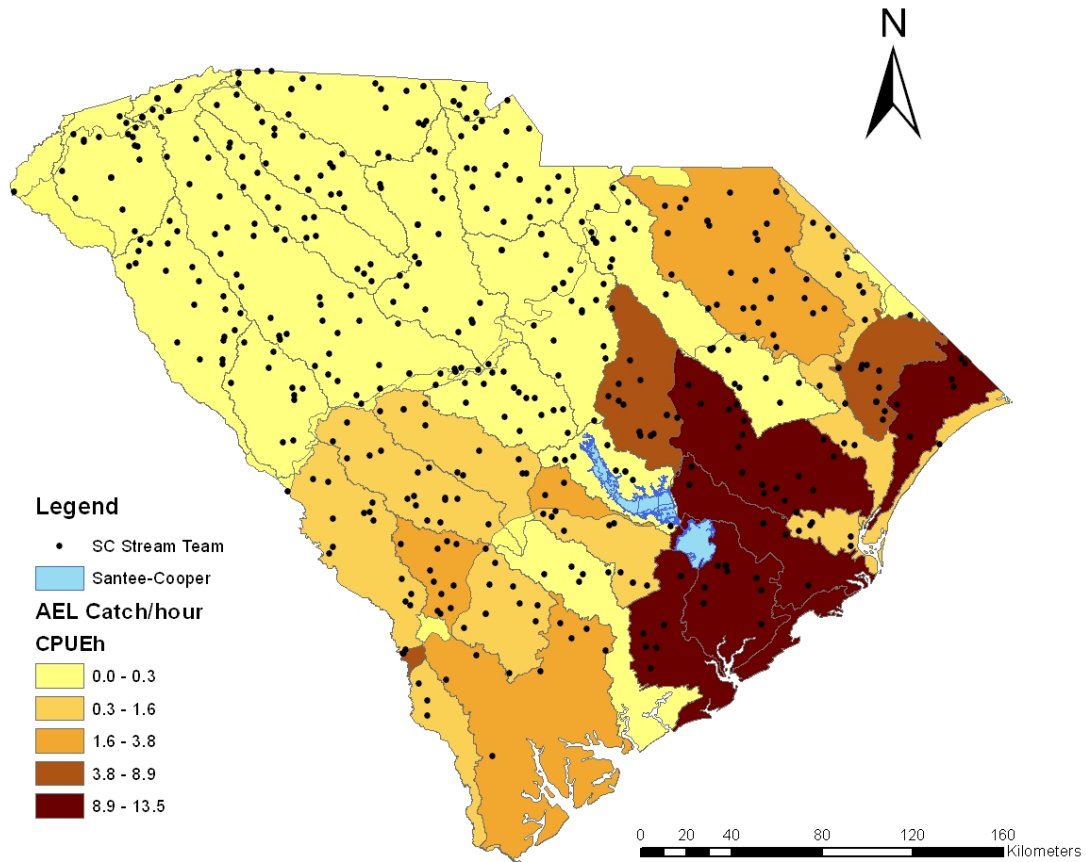 N
Legend
SC Stream Team
Santee-Cooper
AEL Catch/hour
CPUEh
0.0 - 0.3
0.3 - 1.6
1.6 - 3.8
3.8 - 8.9
8.9 - 13.5
0 20 40 80 120 160
Kilometers